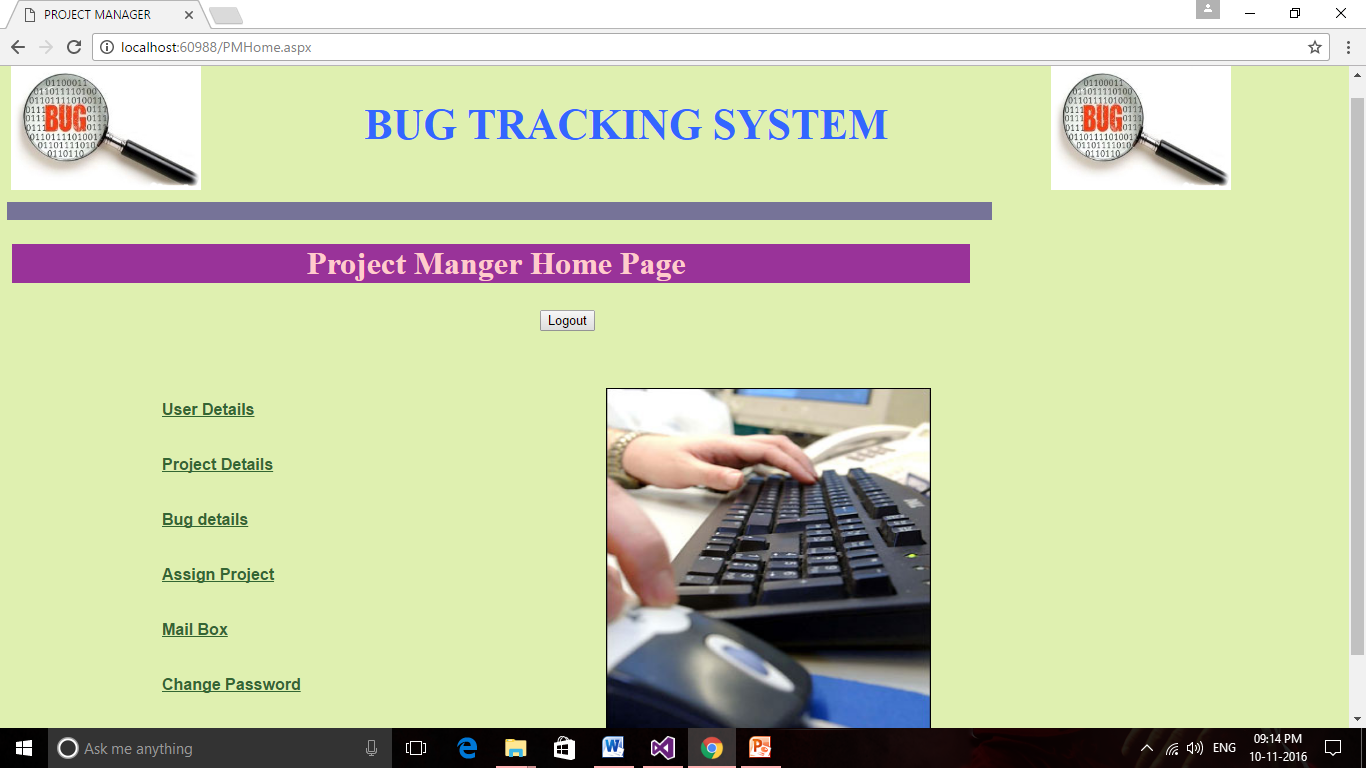 PROJECT MANAGER
localhost:60988/PMHome.aspx
01100011
BUG
BUG TRACKING SYSTEM
01100011
BUG
Project Manger Home Page
Logout
User Details
Project Details
Bug details
Assign Project
Mail Box
Change Password
Ask me anything
ENG
09:14 PM
10-11-2016